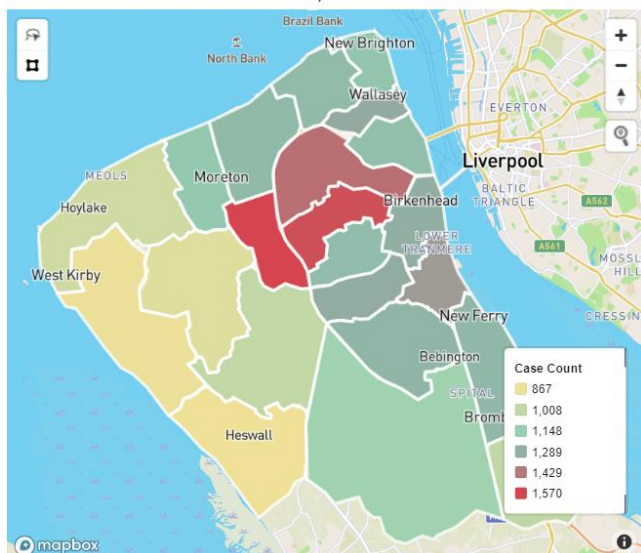 Brazil Bank
North Bank
New Brighton
Wallasey
EVERTON
Liverpool
MEOLS
Moreton
BALTIC
TRIANGLE
A562
Hoylake
Birkenhead
LOWER
TRANMERE
A561
MOSSL
HILL
West Kirby
New Ferry
CRESSIN
Bebington
SPITAL
Bromb
Heswall
Case Count
867
1,008
1,148
1,289
1,429
1,570
mapbox